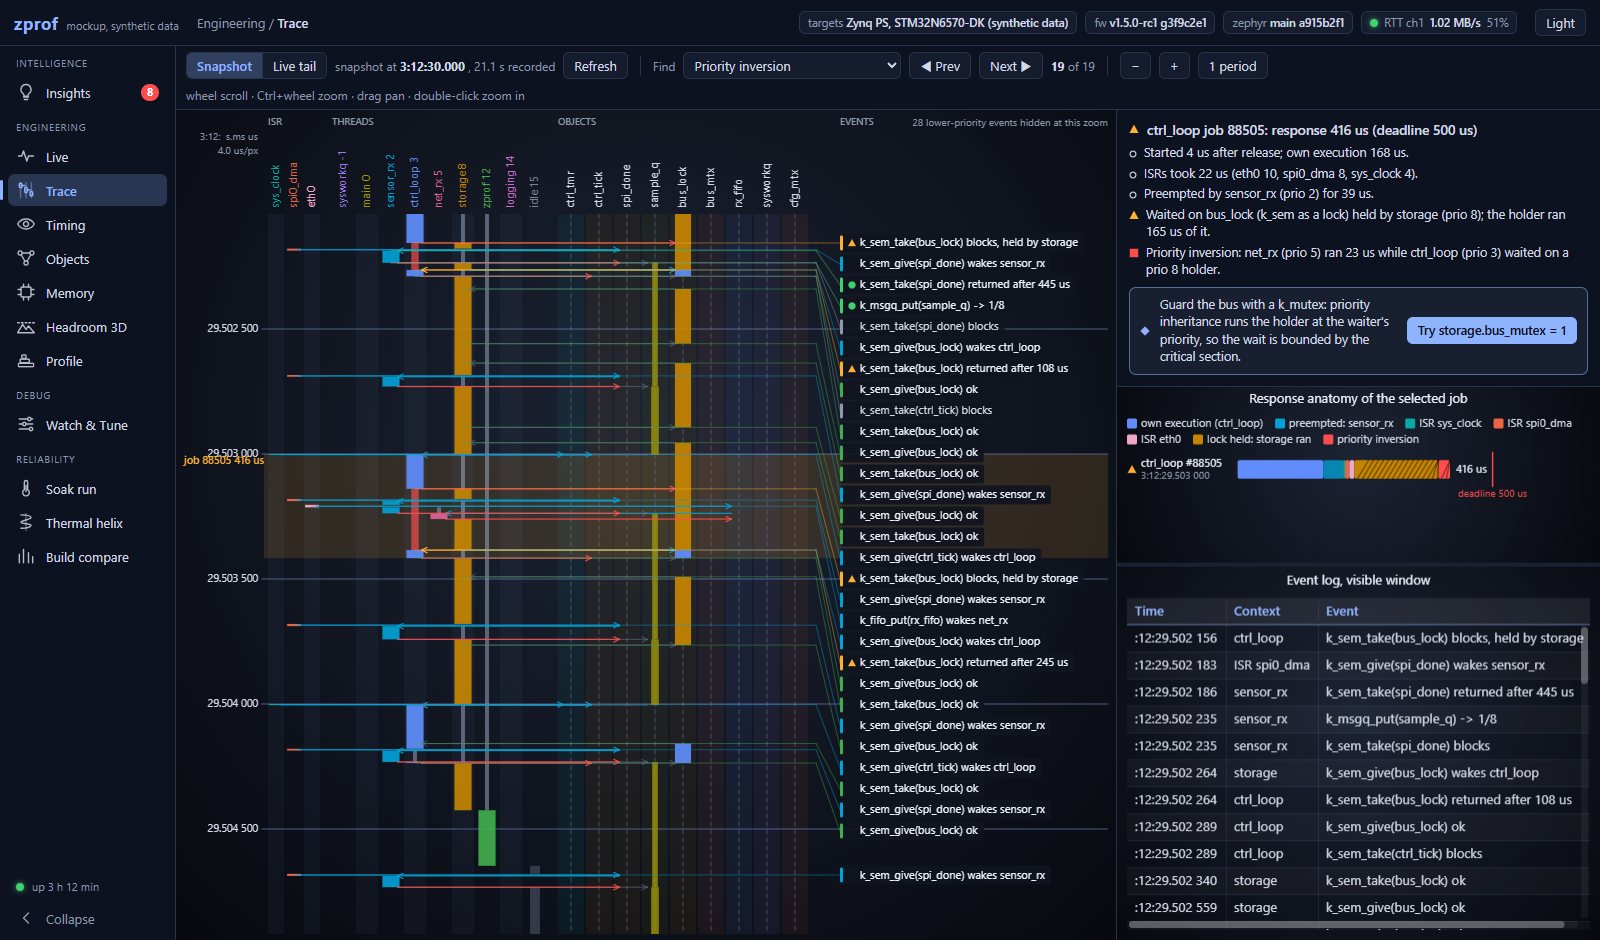 zprof mockup, synthetic data
Engineering / Trace
targets Zynq PS, STM32N6570-DK (synthetic data)
fw v1.5.0-rc1 g3f9c2e1
zephyr main a915b2f1
RTT ch1 1.02 MB/s 51%
Light
INTELLIGENCE
Insights 8
ENGINEERING
Live
Trace
Timing
Objects
Memory
Headroom 3D
Profile
DEBUG
Watch & Tune
RELIABILITY
Soak run
Thermal helix
Build compare
up 3 h 12 min
Collapse
Snapshot Live tail snapshot at 3:12:30.000 , 21.1 s recorded Refresh Find Priority inversion ◀ Prev Next ▶ 19 of 19 − + 1 period
wheel scroll · Ctrl+wheel zoom · drag pan · double-click zoom in
ISR THREADS OBJECTS EVENTS 28 lower-priority events hidden at this zoom
3:12: s.ms us
4.0 us/px
sys_clock
spi0_dma
eth0
sysworkq -1
main 0
sensor_rx 2
ctrl_loop 3
net_rx 5
storage 8
zprof 12
logging 14
idle 15
ctrl_tmr
ctrl_tick
spi_done
sample_q
bus_lock
bus_mtx
rx_fifo
sysworkq
cfg_mtx
29.502 500
29.503 000
job 88505 416 us
29.503 500
29.504 000
29.504 500
k_sem_take(bus_lock) blocks, held by storage
k_sem_give(spi_done) wakes sensor_rx
k_sem_take(spi_done) returned after 445 us
k_msgq_put(sample_q) -> 1/8
k_sem_take(spi_done) blocks
k_sem_give(bus_lock) wakes ctrl_loop
k_sem_take(bus_lock) returned after 108 us
k_sem_give(bus_lock) ok
k_sem_take(ctrl_tick) blocks
k_sem_take(bus_lock) ok
k_sem_give(bus_lock) ok
k_sem_take(bus_lock) ok
k_sem_give(spi_done) wakes sensor_rx
k_sem_give(bus_lock) ok
k_sem_take(bus_lock) ok
k_sem_give(ctrl_tick) wakes ctrl_loop
k_sem_take(bus_lock) blocks, held by storage
k_sem_give(spi_done) wakes sensor_rx
k_fifo_put(rx_fifo) wakes net_rx
k_sem_give(bus_lock) wakes ctrl_loop
k_sem_take(bus_lock) returned after 245 us
k_sem_give(bus_lock) ok
k_sem_take(bus_lock) ok
k_sem_give(spi_done) wakes sensor_rx
k_sem_give(bus_lock) ok
k_sem_give(ctrl_tick) wakes ctrl_loop
k_sem_take(bus_lock) ok
k_sem_give(spi_done) wakes sensor_rx
k_sem_give(bus_lock) ok
k_sem_give(spi_done) wakes sensor_rx
ctrl_loop job 88505: response 416 us (deadline 500 us)
Started 4 us after release; own execution 168 us.
ISRs took 22 us (eth0 10, spi0_dma 8, sys_clock 4).
Preempted by sensor_rx (prio 2) for 39 us.
Waited on bus_lock (k_sem as a lock) held by storage (prio 8); the holder ran
165 us of it.
Priority inversion: net_rx (prio 5) ran 23 us while ctrl_loop (prio 3) waited on a
prio 8 holder.
Guard the bus with a k_mutex: priority
inheritance runs the holder at the waiter's
priority, so the wait is bounded by the
critical section.
Try storage.bus_mutex = 1
Response anatomy of the selected job
own execution (ctrl_loop) preempted: sensor_rx ISR sys_clock ISR spi0_dma
ISR eth0 lock held: storage ran priority inversion
ctrl_loop #88505
3:12:29.503 000
416 us
deadline 500 us
Event log, visible window
Time Context Event
:12:29.502 156 ctrl_loop k_sem_take(bus_lock) blocks, held by storage
:12:29.502 183 ISR spi0_dma k_sem_give(spi_done) wakes sensor_rx
:12:29.502 186 sensor_rx k_sem_take(spi_done) returned after 445 us
:12:29.502 235 sensor_rx k_msgq_put(sample_q) -> 1/8
:12:29.502 235 sensor_rx k_sem_take(spi_done) blocks
:12:29.502 264 storage k_sem_give(bus_lock) wakes ctrl_loop
:12:29.502 264 ctrl_loop k_sem_take(bus_lock) returned after 108 us
:12:29.502 289 ctrl_loop k_sem_give(bus_lock) ok
:12:29.502 289 ctrl_loop k_sem_take(ctrl_tick) blocks
:12:29.502 340 storage k_sem_take(bus_lock) ok
:12:29.502 559 storage k_sem_give(bus_lock) ok